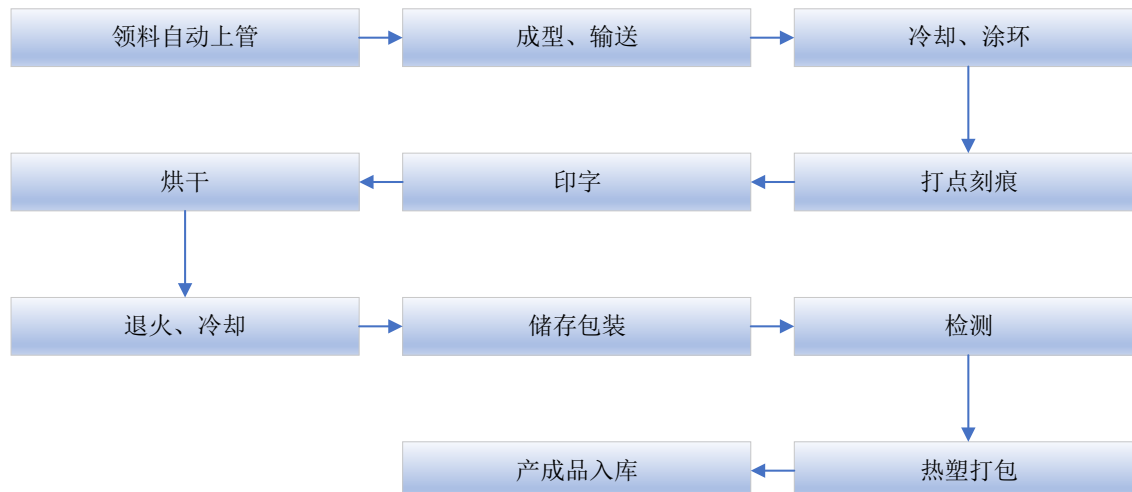 领料自动上管
成型、输送
冷却、涂环
打点刻痕
印字
烘干
退火、冷却
储存包装
检测
热塑打包
产成品入库